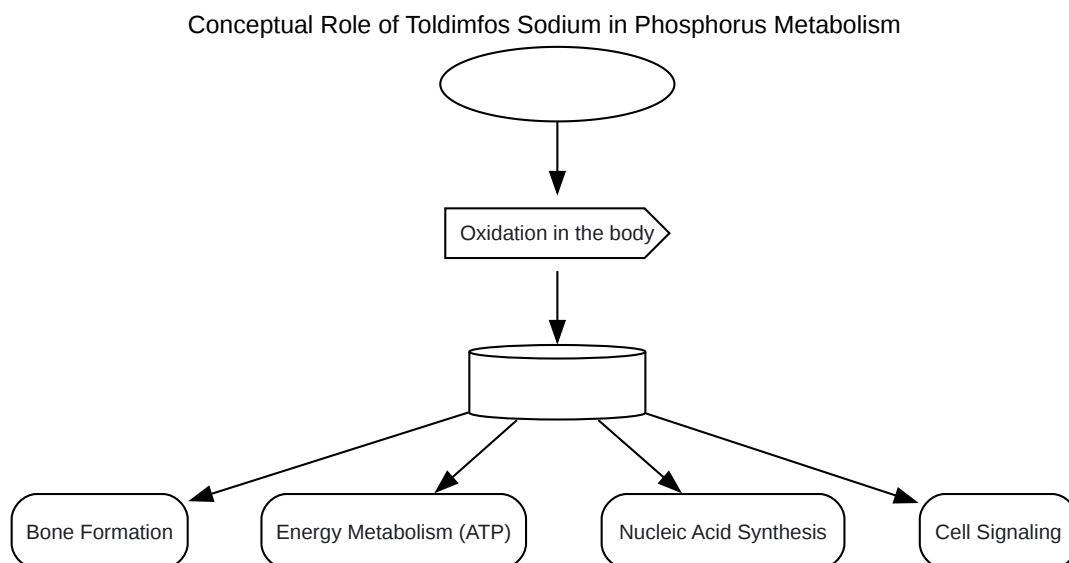 Conceptual Role of Toldimfos Sodium in Phosphorus Metabolism
Oxidation in the body
Bone Formation
Energy Metabolism (ATP)
Nucleic Acid Synthesis
Cell Signaling